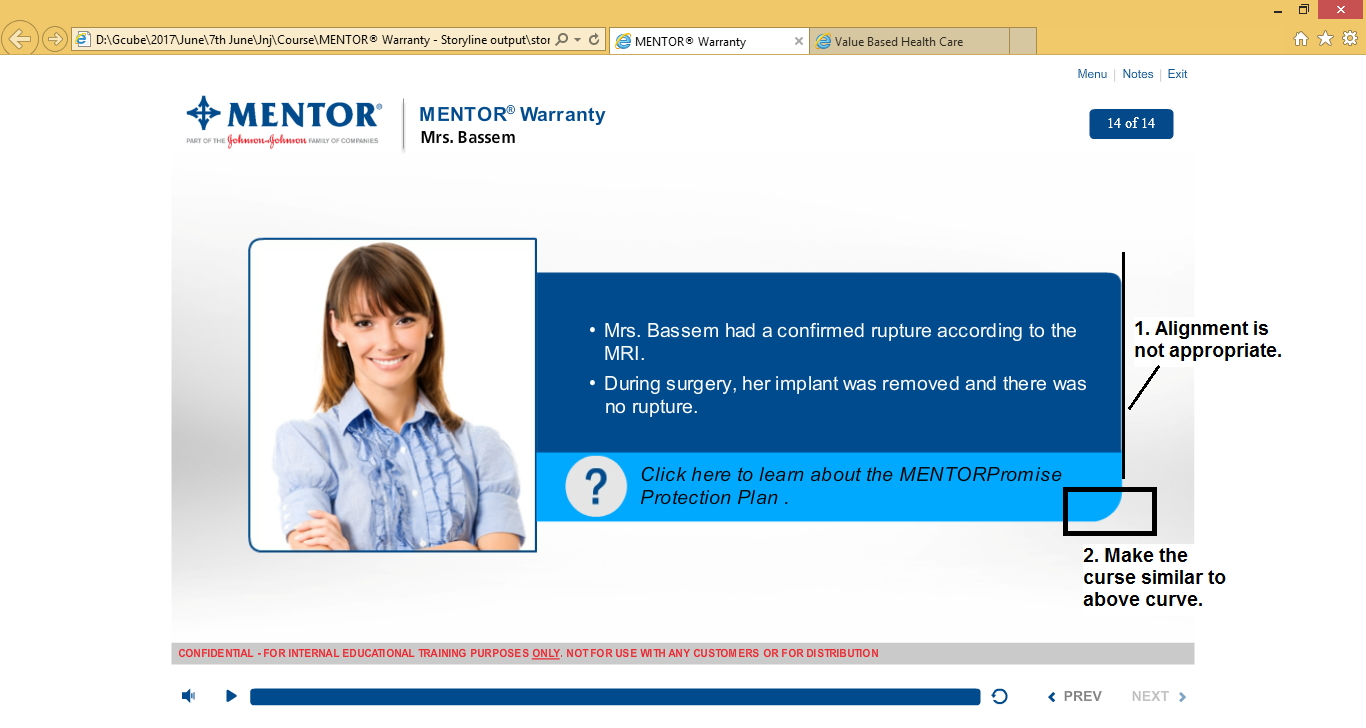 D:\Gcube\2017\June\7th June\Jnj\Course\MENTOR® Warranty - Storyline output\stor
MENTOR® Warranty
Value Based Health Care
Menu | Notes | Exit
MENTOR®
PART OF THE Johnson & Johnson FAMILY OF COMPANIES
MENTOR® Warranty
Mrs. Bassem
14 of 14
• Mrs. Bassem had a confirmed rupture according to the
MRI.
• During surgery, her implant was removed and there was
no rupture.
?
Click here to learn about the MENTORPromise
Protection Plan .
1. Alignment is
not appropriate.
2. Make the
curse similar to
above curve.
CONFIDENTIAL - FOR INTERNAL EDUCATIONAL TRAINING PURPOSES ONLY. NOT FOR USE WITH ANY CUSTOMERS OR FOR DISTRIBUTION
PREV
NEXT